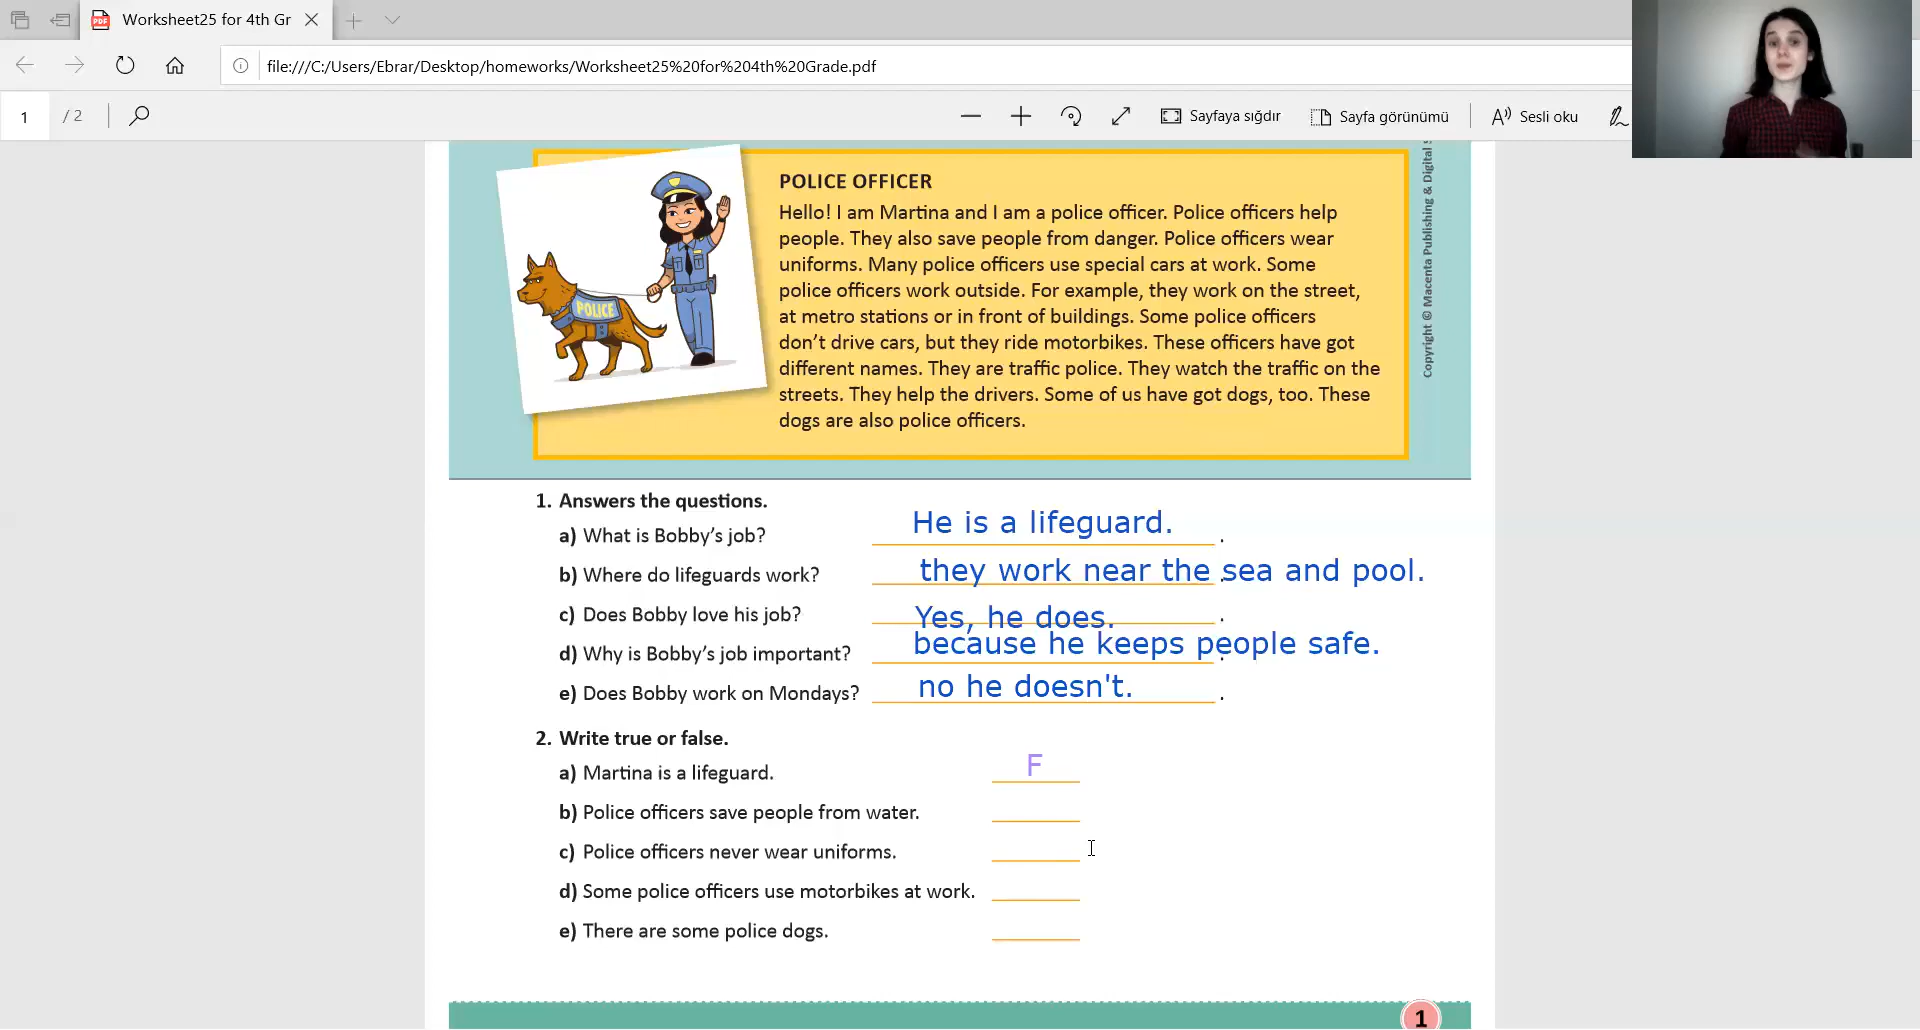 Worksheet25 for 4th Gr
file:///C:/Users/Ebrar/Desktop/homeworks/Worksheet25%20for%204th%20Grade.pdf
1 / 2
Sayfaya sığdır
Sayfa görünümü
Sesli oku
POLICE OFFICER
Hello! I am Martina and I am a police officer. Police officers help
people. They also save people from danger. Police officers wear
uniforms. Many police officers use special cars at work. Some
police officers work outside. For example, they work on the street,
at metro stations or in front of buildings. Some police officers
don't drive cars, but they ride motorbikes. These officers have got
different names. They are traffic police. They watch the traffic on the
streets. They help the drivers. Some of us have got dogs, too. These
dogs are also police officers.
POLICE
Copyright © Macenta Publishing & Digital
1. Answers the questions.
a) What is Bobby's job? He is a lifeguard. .
b) Where do lifeguards work? they work near the sea and pool.
c) Does Bobby love his job? Yes, he does. .
d) Why is Bobby's job important? because he keeps people safe.
e) Does Bobby work on Mondays? no he doesn't. .
2. Write true or false.
a) Martina is a lifeguard. F
b) Police officers save people from water.
c) Police officers never wear uniforms.
d) Some police officers use motorbikes at work.
e) There are some police dogs.
1